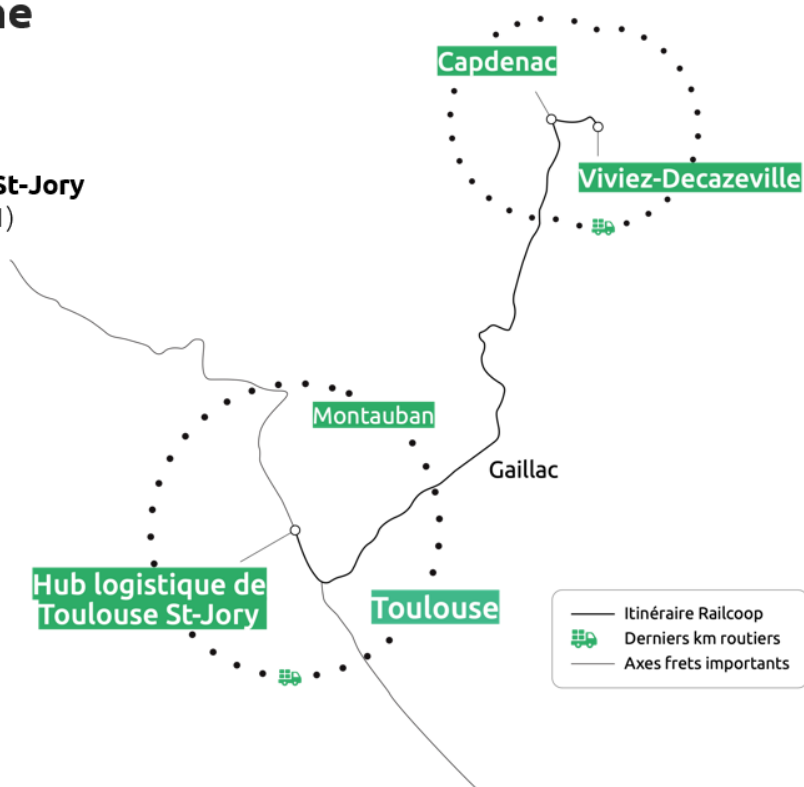 ne
Capdenac
St-Jory
)
Viviez-Decazeville
Montauban
Gaillac
Hub logistique de
Toulouse St-Jory
Toulouse
Itinéraire Railcoop
Derniers km routiers
Axes frets importants